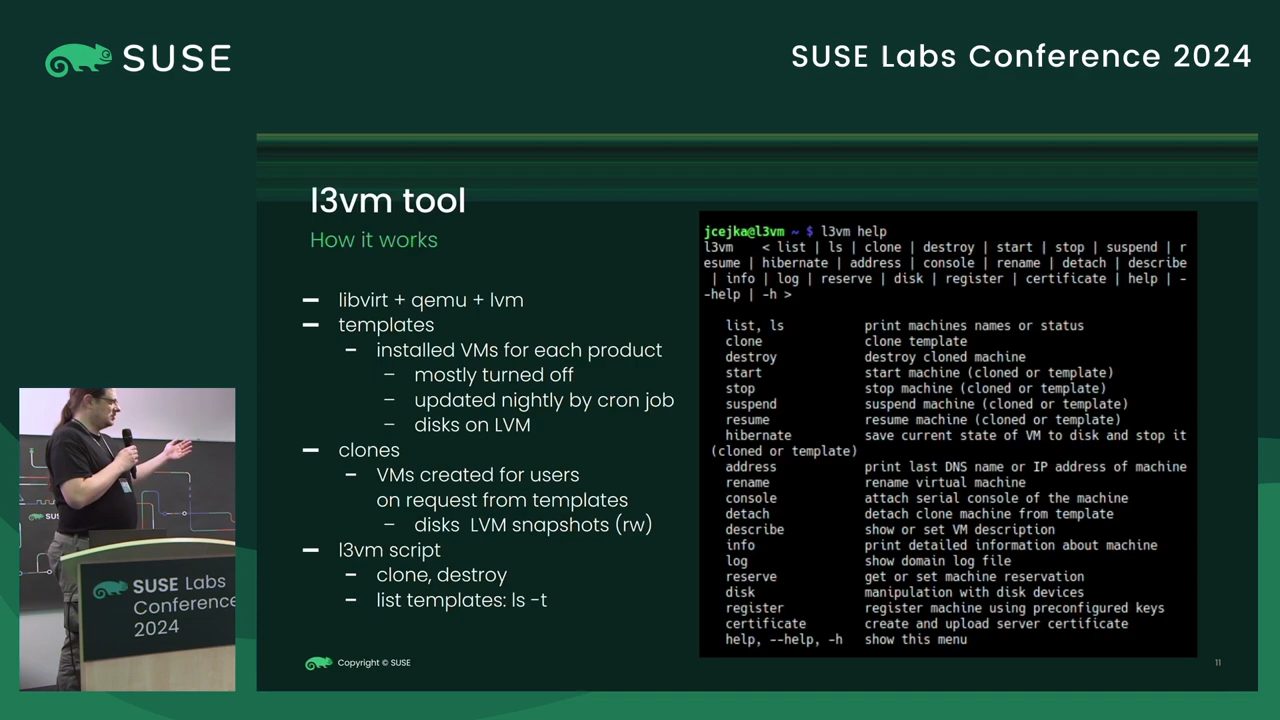 SUSE
SUSE Labs Conference 2024
l3vm tool
How it works
– libvirt + qemu + lvm
– templates
– installed VMs for each product
– mostly turned off
– updated nightly by cron job
– disks on LVM
– clones
– VMs created for users
on request from templates
– disks LVM snapshots (rw)
– l3vm script
– clone, destroy
– list templates: ls -t
jcejka@l3vm ~ $ l3vm help
l3vm < list | ls | clone | destroy | start | stop | suspend | r
esume | hibernate | address | console | rename | detach | describe
| info | log | reserve | disk | register | certificate | help | -
-help | -h >
list, ls print machines names or status
clone clone template
destroy destroy cloned machine
start start machine (cloned or template)
stop stop machine (cloned or template)
suspend suspend machine (cloned or template)
resume resume machine (cloned or template)
hibernate save current state of VM to disk and stop it
(cloned or template)
address print last DNS name or IP address of machine
rename rename virtual machine
console attach serial console of the machine
detach detach clone machine from template
describe show or set VM description
info print detailed information about machine
log show domain log file
reserve get or set machine reservation
disk manipulation with disk devices
register register machine using preconfigured keys
certificate create and upload server certificate
help, --help, -h show this menu
Copyright © SUSE
11
SUSE Labs
Conference
2024